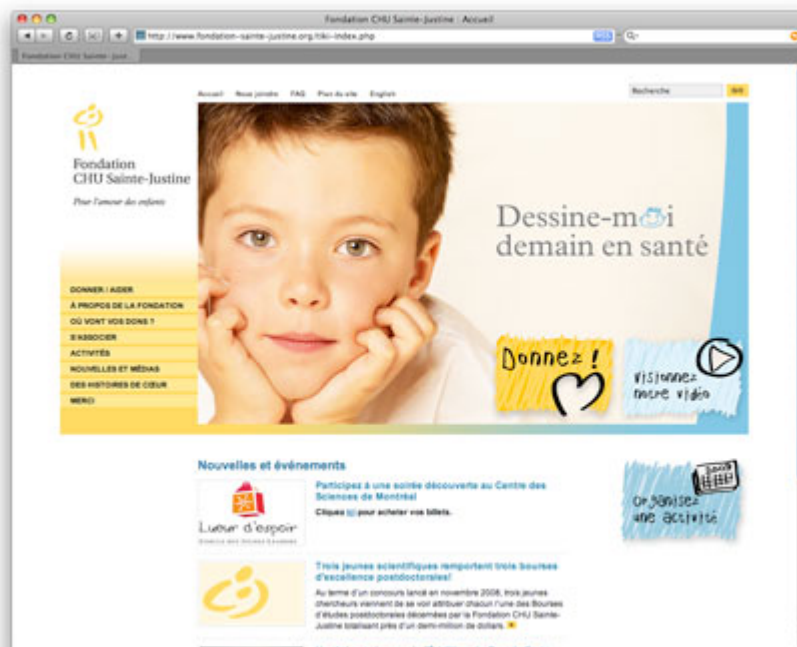 Fondation CHU Sainte-Justine : Accueil
http://www.fondation-sainte-justine.org/tiki-index.php
RSS
Fondation CHU Sainte-Just...
Accueil Nous joindre FAQ Plan du site English
Recherche
Fondation
CHU Sainte-Justine
Pour l'amour des enfants
Dessine-moi
demain en santé
DONNER / AIDER
À PROPOS DE LA FONDATION
OÙ VONT VOS DONS ?
S'ASSOCIER
ACTIVITÉS
NOUVELLES ET MÉDIAS
DES HISTOIRES DE CŒUR
MERCI
Donnez !
Visionnez
notre vidéo
Nouvelles et événements
Participez à une soirée découverte au Centre des
Sciences de Montréal
Cliquez ici pour acheter vos billets.
Lueur d'espoir
Organisez
une activité
Trois jeunes scientifiques remportent trois bourses
d'excellence postdoctorales!
Au terme d'un concours lancé en novembre 2008, trois jeunes
chercheurs viennent de se voir attribuer chacun l'une des Bourses
d'études postdoctorales décernées par la Fondation CHU Sainte-
Justine totalisant près d'un demi-million de dollars.